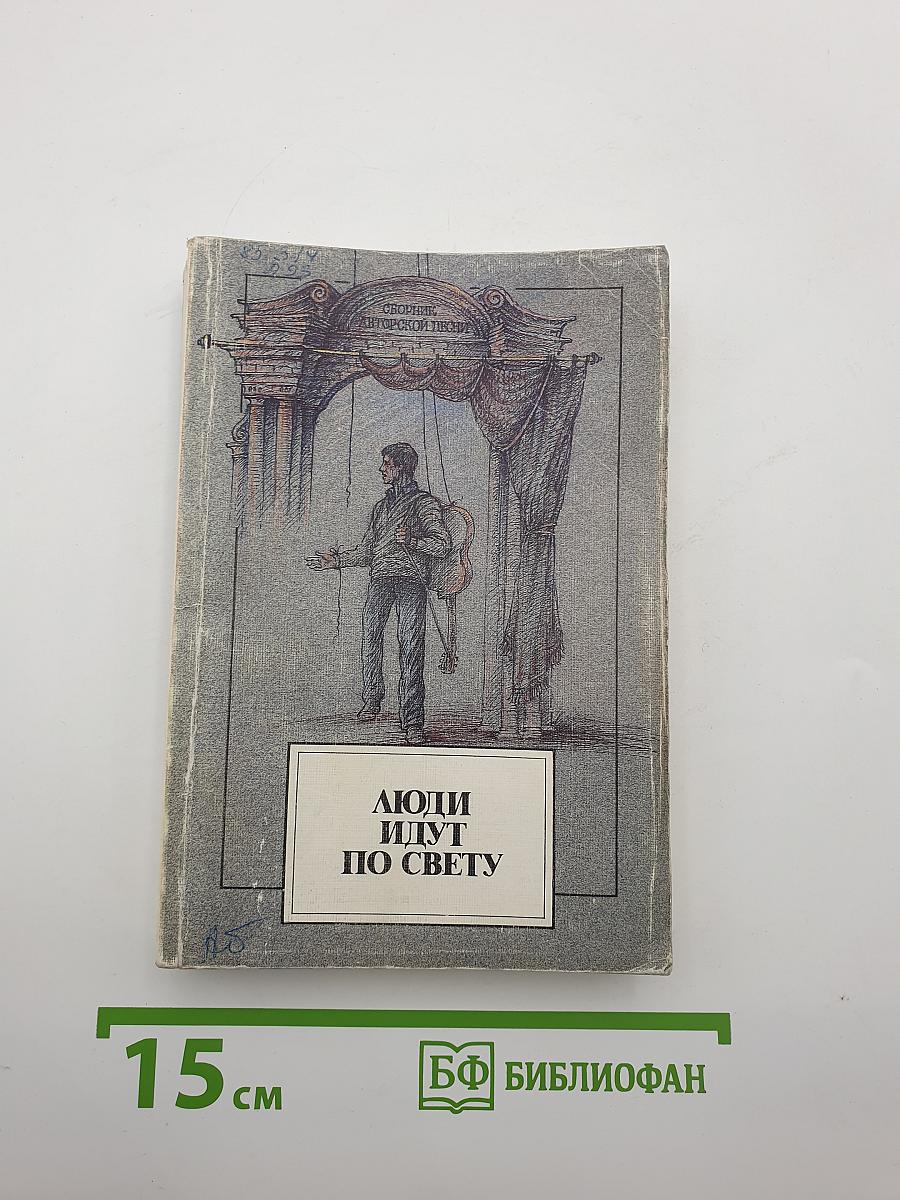 СБОРНИК
АВТОРСКОЙ ПЕСНИ
ЛЮДИ
ИДУТ
ПО СВЕТУ
15 см
БФ БИБЛИОФАН